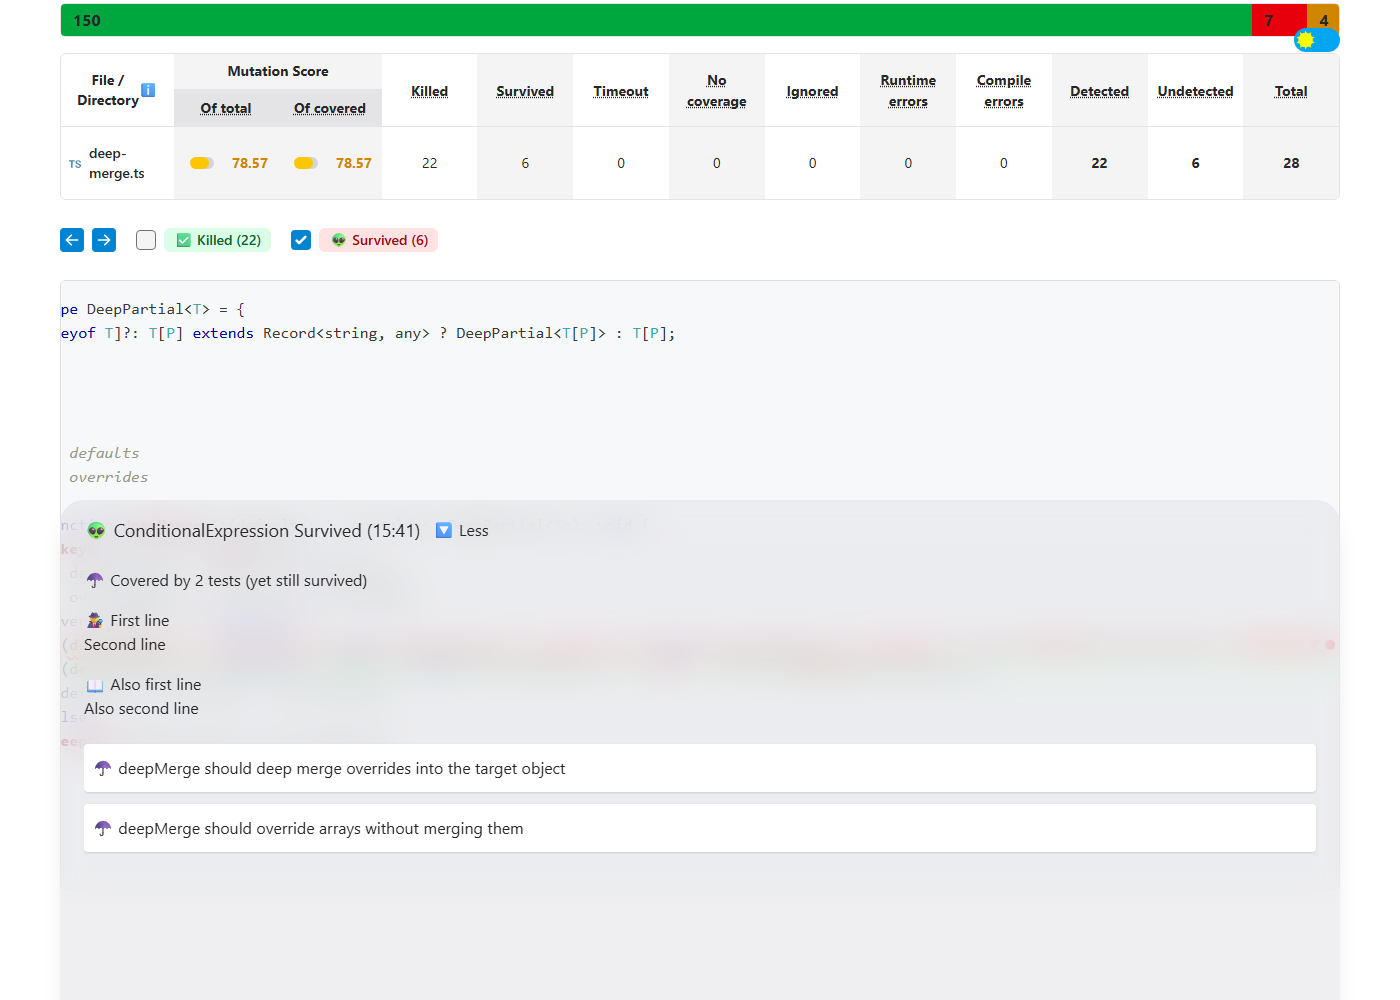 150 7 4
File / Directory ℹ Mutation Score Killed Survived Timeout No coverage Ignored Runtime errors Compile errors Detected Undetected Total
Of total Of covered
TS deep-merge.ts 78.57 78.57 22 6 0 0 0 0 0 22 6 28
Killed (22) Survived (6)
pe DeepPartial<T> = {
eyof T]?: T[P] extends Record<string, any> ? DeepPartial<T[P]> : T[P];
defaults
overrides
ConditionalExpression Survived (15:41) Less
Covered by 2 tests (yet still survived)
First line
Second line
Also first line
Also second line
deepMerge should deep merge overrides into the target object
deepMerge should override arrays without merging them